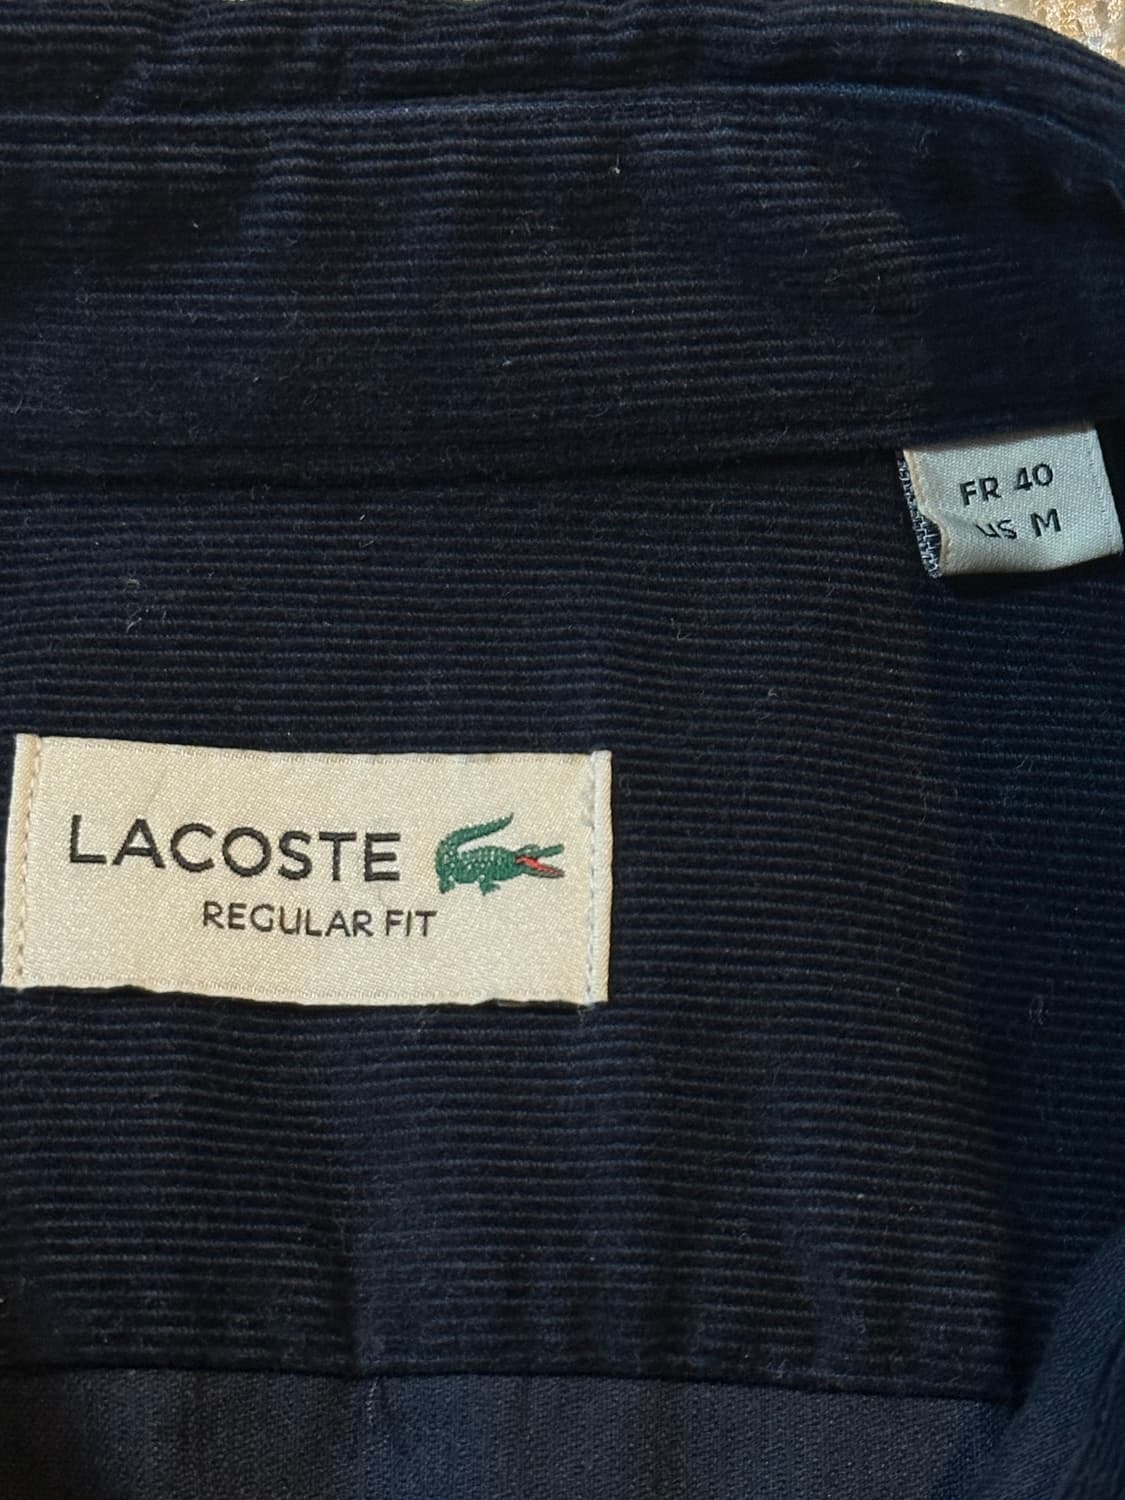 FR 40
US M
LACOSTE
REGULAR FIT